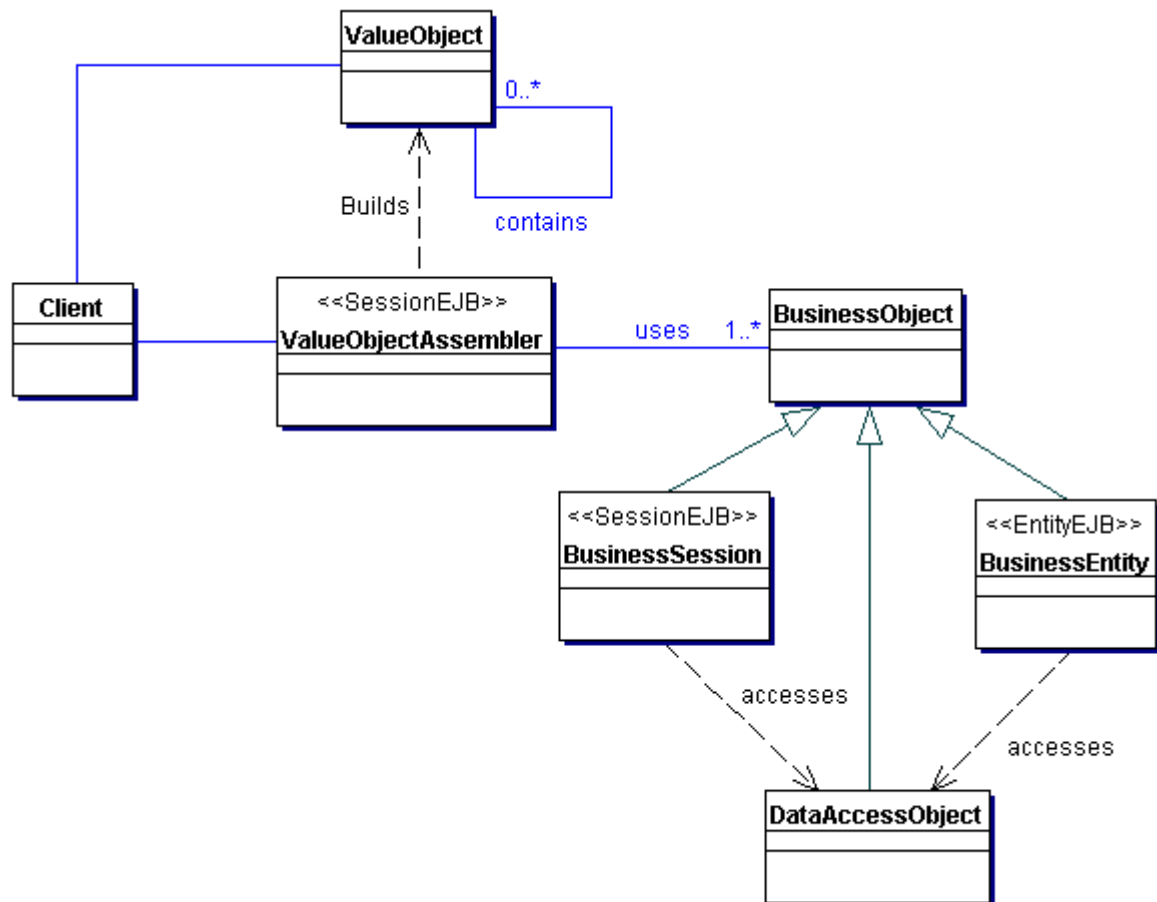 ValueObject
0..*
Builds
contains
Client
<<SessionEJB>>
ValueObjectAssembler
uses 1..*
BusinessObject
<<SessionEJB>>
BusinessSession
<<EntityEJB>>
BusinessEntity
accesses
accesses
DataAccessObject